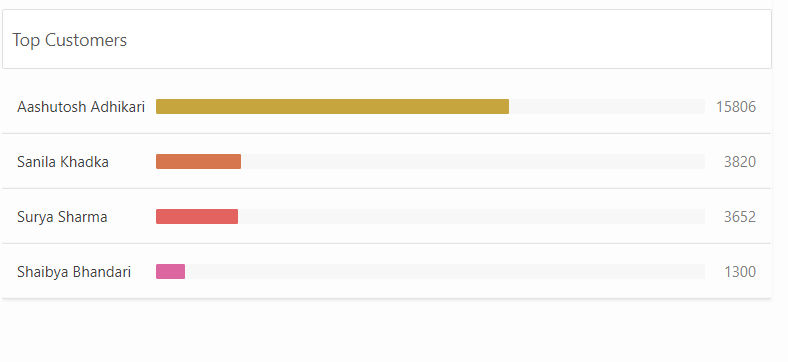 Top Customers
Aashutosh Adhikari 15806
Sanila Khadka 3820
Surya Sharma 3652
Shaibya Bhandari 1300